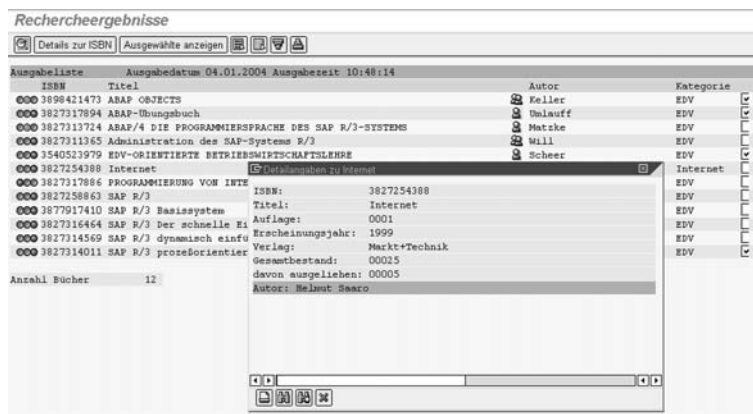 Rechercheergebnisse
Details zur ISBN Ausgewählte anzeigen
Ausgabeliste Ausgabedatum 04.01.2004 Ausgabezeit 10:48:14
ISBN Titel Autor Kategorie
3898421473 ABAP OBJECTS Keller EDV
3827317894 ABAP-Übungsbuch Umlauff EDV
3827313724 ABAP/4 DIE PROGRAMMIERSPRACHE DES SAP R/3-SYSTEMS Matzke EDV
3827311365 Administration des SAP-Systems R/3 Will EDV
3540523979 EDV-ORIENTIERTE BETRIEBSWIRTSCHAFTSLEHRE Scheer EDV
3827254388 Internet Internet
3827317886 PROGRAMMIERUNG VON INTE EDV
3827258863 SAP R/3 EDV
3877917410 SAP R/3 Basissystem EDV
3827316464 SAP R/3 Der schnelle Ei EDV
3827314569 SAP R/3 dynamisch einfü EDV
3827314011 SAP R/3 prozeßorientier EDV
Anzahl Bücher 12
Detailangaben zu Internet
ISBN: 3827254388
Titel: Internet
Auflage: 0001
Erscheinungsjahr: 1999
Verlag: Markt+Technik
Gesamtbestand: 00025
davon ausgeliehen: 00005
Autor: Helmut Saaro